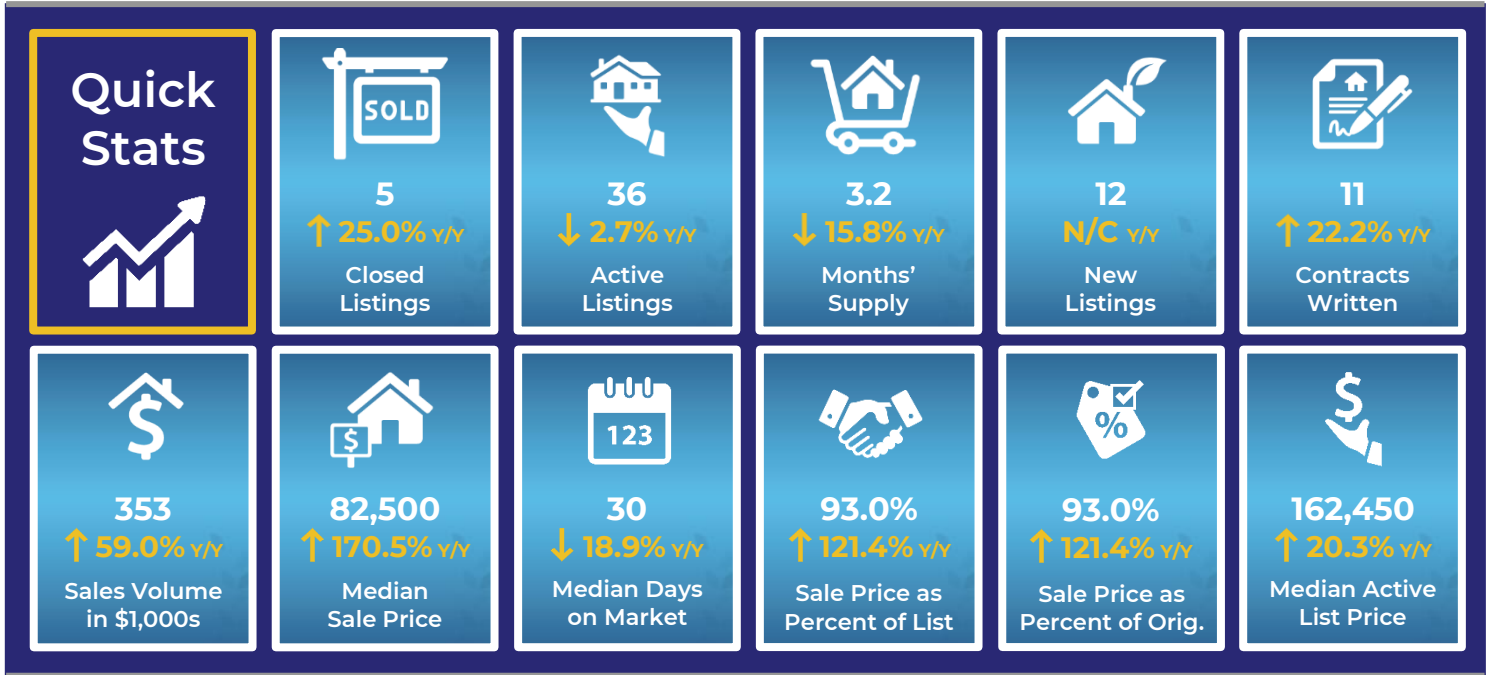 Quick
Stats
SOLD
5
↑ 25.0% Y/Y
Closed
Listings
36
↓ 2.7% Y/Y
Active
Listings
3.2
↓ 15.8% Y/Y
Months’
Supply
12
N/C Y/Y
New
Listings
11
↑ 22.2% Y/Y
Contracts
Written
$
353
↑ 59.0% Y/Y
Sales Volume
in $1,000s
$
82,500
↑ 170.5% Y/Y
Median
Sale Price
123
30
↓ 18.9% Y/Y
Median Days
on Market
93.0%
↑ 121.4% Y/Y
Sale Price as
Percent of List
%
93.0%
↑ 121.4% Y/Y
Sale Price as
Percent of Orig.
$
162,450
↑ 20.3% Y/Y
Median Active
List Price